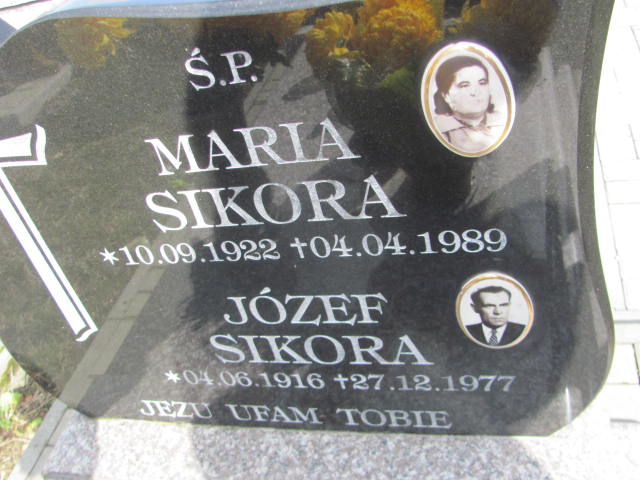 Ś.P.
MARIA
SIKORA
*10.09.1922 †04.04.1989
JÓZEF
SIKORA
*04.06.1916 †27.12.1977
JEZU UFAM TOBIE